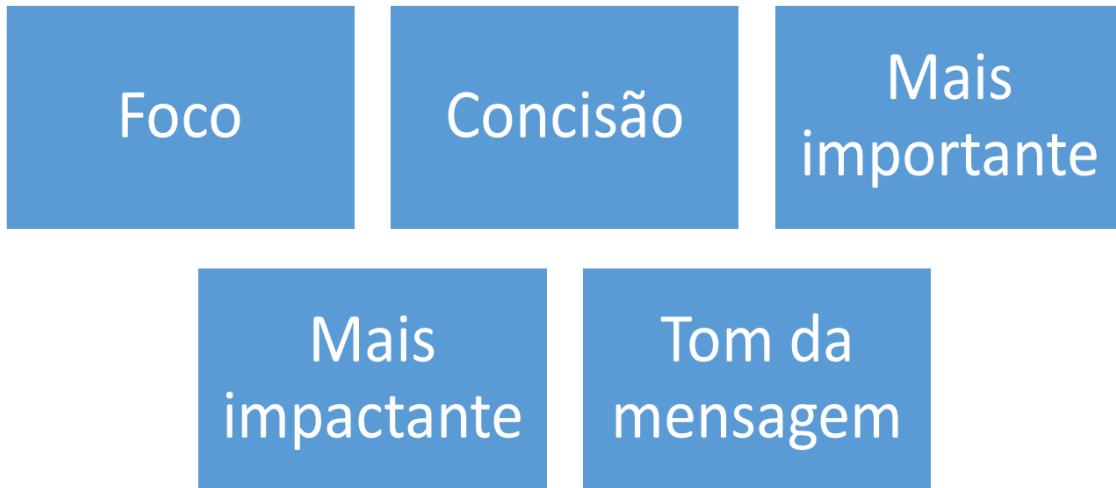 Foco
Concisão
Mais
importante
Mais
impactante
Tom da
mensagem